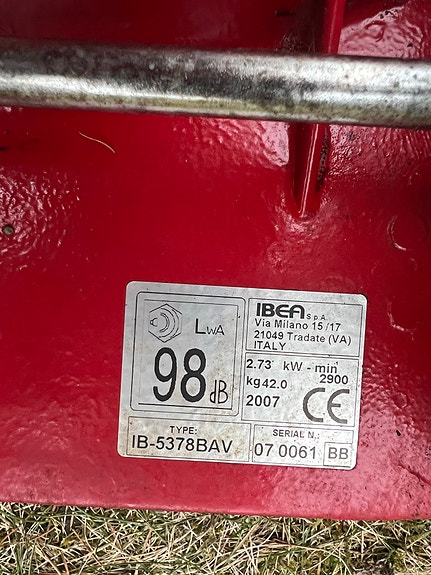 LWA
98 dB
IBEA S.p.A.
Via Milano 15/17
21049 Tradate (VA)
ITALY
2.73 kW - min
2900
kg 42.0
2007
CE
TYPE:
IB-5378BAV
SERIAL N.:
07 0061 BB